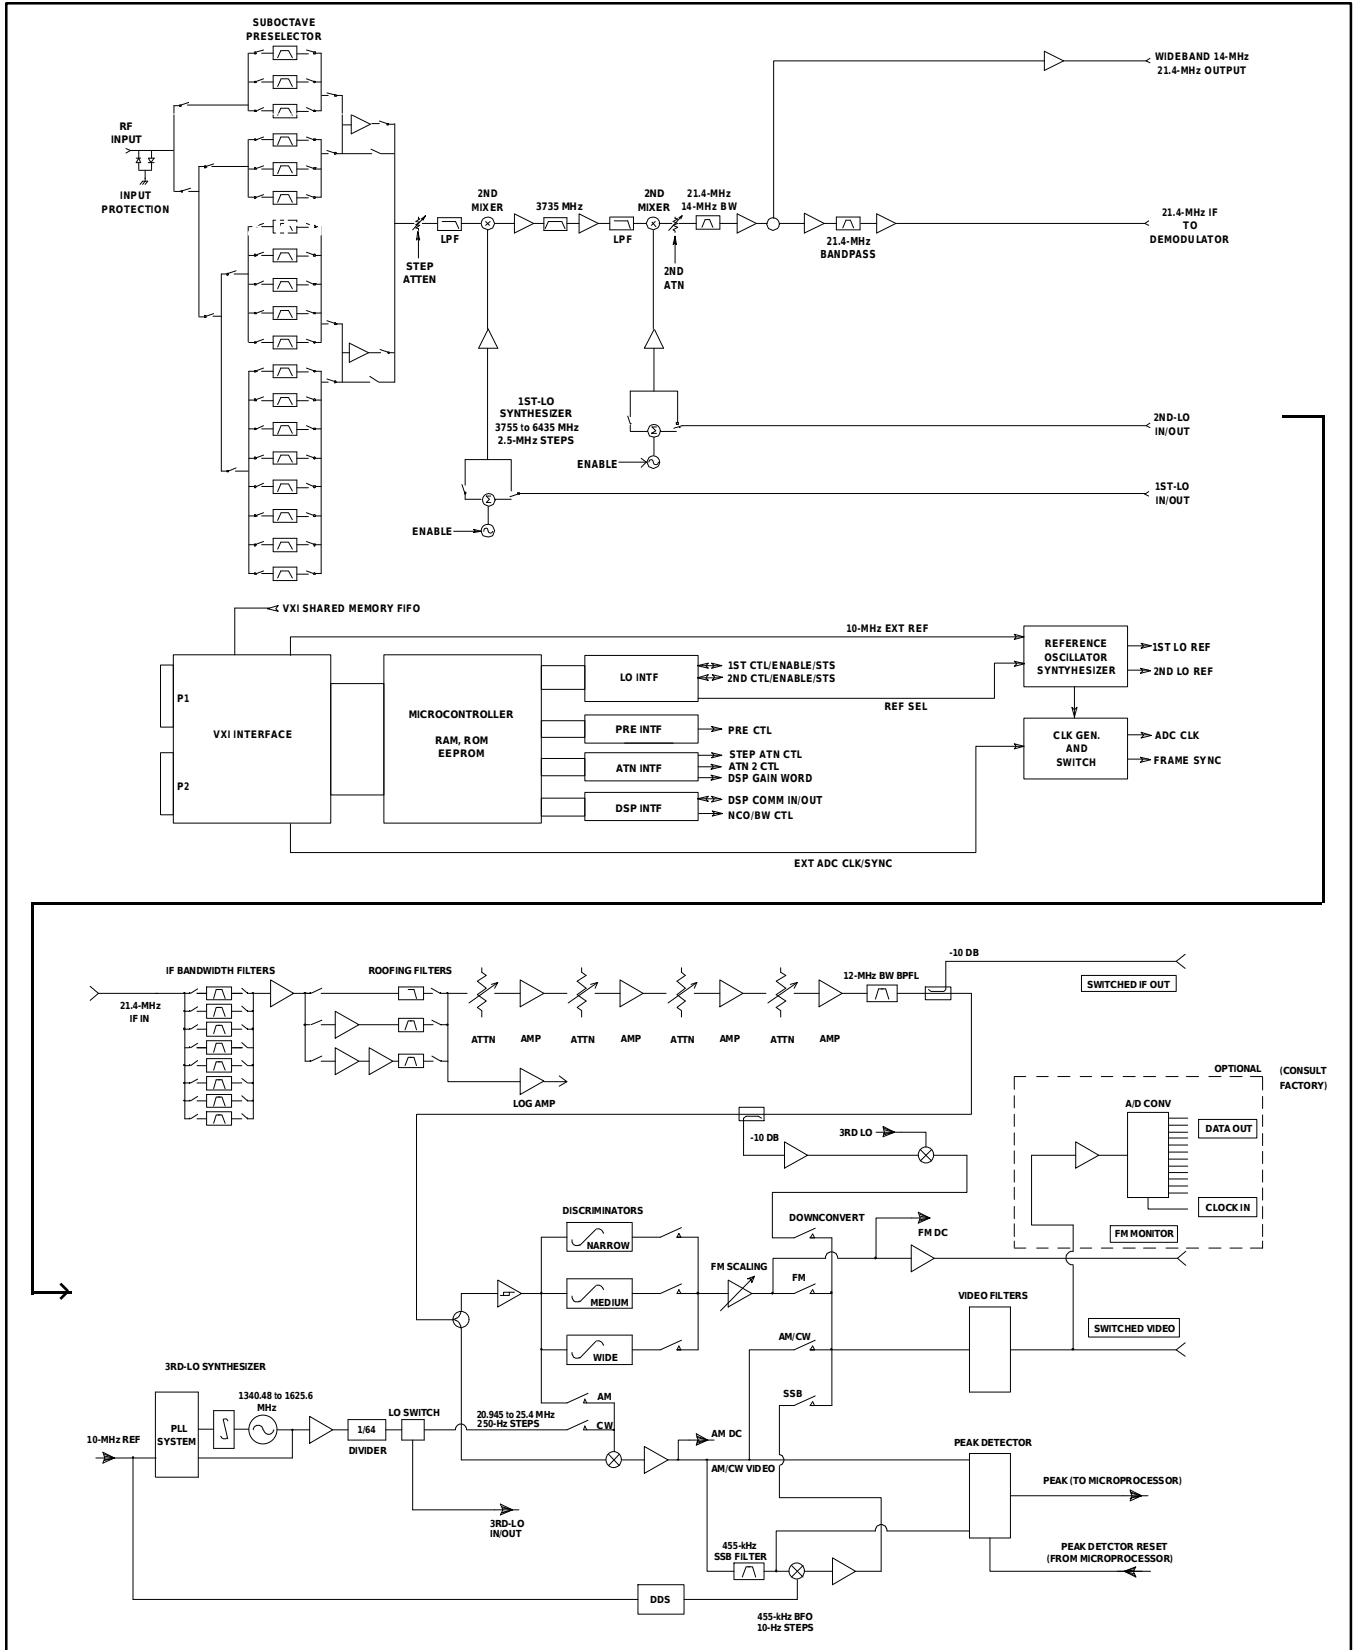 SUBOCTAVE
PRESELECTOR
WIDEBAND 14-MHz
21.4-MHz OUTPUT
RF
INPUT
INPUT
PROTECTION
2ND
MIXER
3735 MHz
2ND
MIXER
21.4-MHz
14-MHz BW
LPF
LPF
21.4-MHz
BANDPASS
21.4-MHz IF
TO
DEMODULATOR
STEP
ATTEN
2ND
ATN
1ST-LO
SYNTHESIZER
3755 to 6435 MHz
2.5-MHz STEPS
Σ
2ND-LO
IN/OUT
ENABLE
Σ
1ST-LO
IN/OUT
ENABLE
VXI SHARED MEMORY FIFO
10-MHz EXT REF
P1
P2
VXI INTERFACE
MICROCONTROLLER
RAM, ROM
EEPROM
LO INTF
1ST CTL/ENABLE/STS
2ND CTL/ENABLE/STS
REF SEL
PRE INTF
PRE CTL
ATN INTF
STEP ATN CTL
ATN 2 CTL
DSP GAIN WORD
DSP INTF
DSP COMM IN/OUT
NCO/BW CTL
REFERENCE
OSCILLATOR
SYNTYHESIZER
1ST LO REF
2ND LO REF
CLK GEN.
AND
SWITCH
ADC CLK
FRAME SYNC
EXT ADC CLK/SYNC
IF BANDWIDTH FILTERS
ROOFING FILTERS
12-MHz BW BPFL
-10 DB
SWITCHED IF OUT
21.4-MHz
IF IN
ATTN
AMP
ATTN
AMP
ATTN
AMP
ATTN
AMP
LOG AMP
-10 DB
3RD LO
OPTIONAL
(CONSULT
FACTORY)
A/D CONV
DATA OUT
CLOCK IN
FM MONITOR
DISCRIMINATORS
NARROW
MEDIUM
WIDE
DOWNCONVERT
FM DC
FM SCALING
FM
AM/CW
SSB
VIDEO FILTERS
SWITCHED VIDEO
3RD-LO SYNTHESIZER
1340.48 to 1625.6
MHz
PLL
SYSTEM
10-MHz REF
1/64
DIVIDER
LO SWITCH
20.945 to 25.4 MHz
250-Hz STEPS
AM
CW
3RD-LO
IN/OUT
AM DC
AM/CW VIDEO
PEAK DETECTOR
PEAK (TO MICROPROCESSOR)
PEAK DETCTOR RESET
(FROM MICROPROCESSOR)
455-kHz
SSB FILTER
DDS
455-kHz BFO
10-Hz STEPS